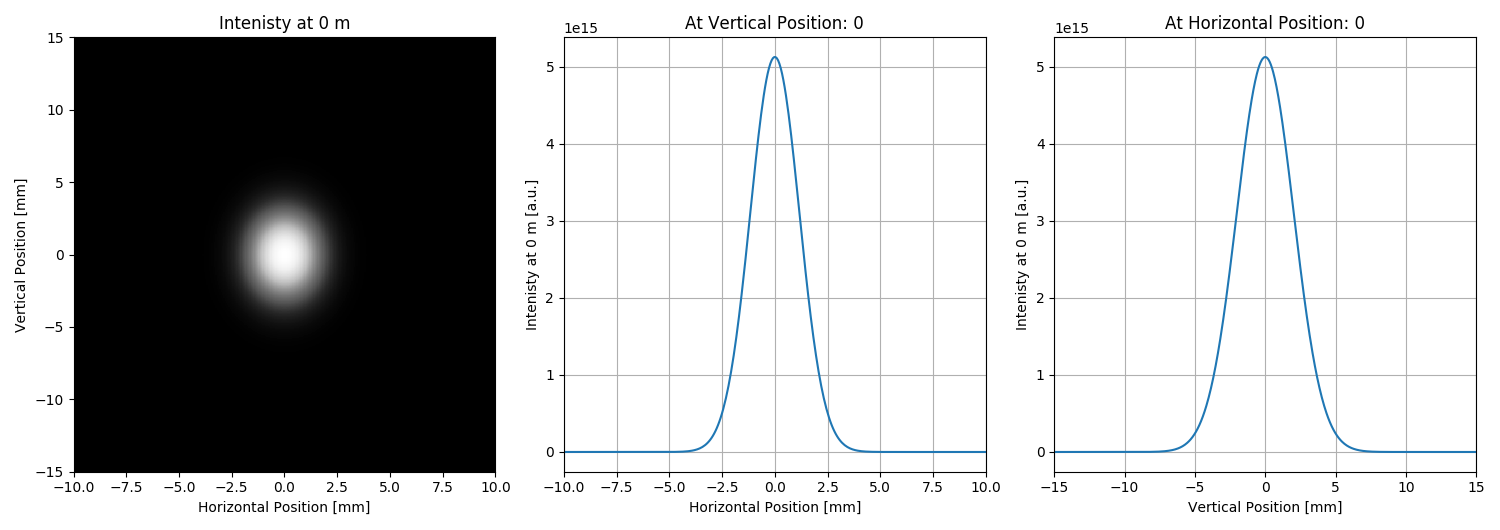 Intenisty at 0 m
15
10
5
0
−5
−10
−15
Vertical Position [mm]
−10.0 −7.5 −5.0 −2.5 0.0 2.5 5.0 7.5 10.0
Horizontal Position [mm]
At Vertical Position: 0
1e15
5
4
3
2
1
0
Intenisty at 0 m [a.u.]
−10.0 −7.5 −5.0 −2.5 0.0 2.5 5.0 7.5 10.0
Horizontal Position [mm]
At Horizontal Position: 0
1e15
5
4
3
2
1
0
Intenisty at 0 m [a.u.]
−15 −10 −5 0 5 10 15
Vertical Position [mm]